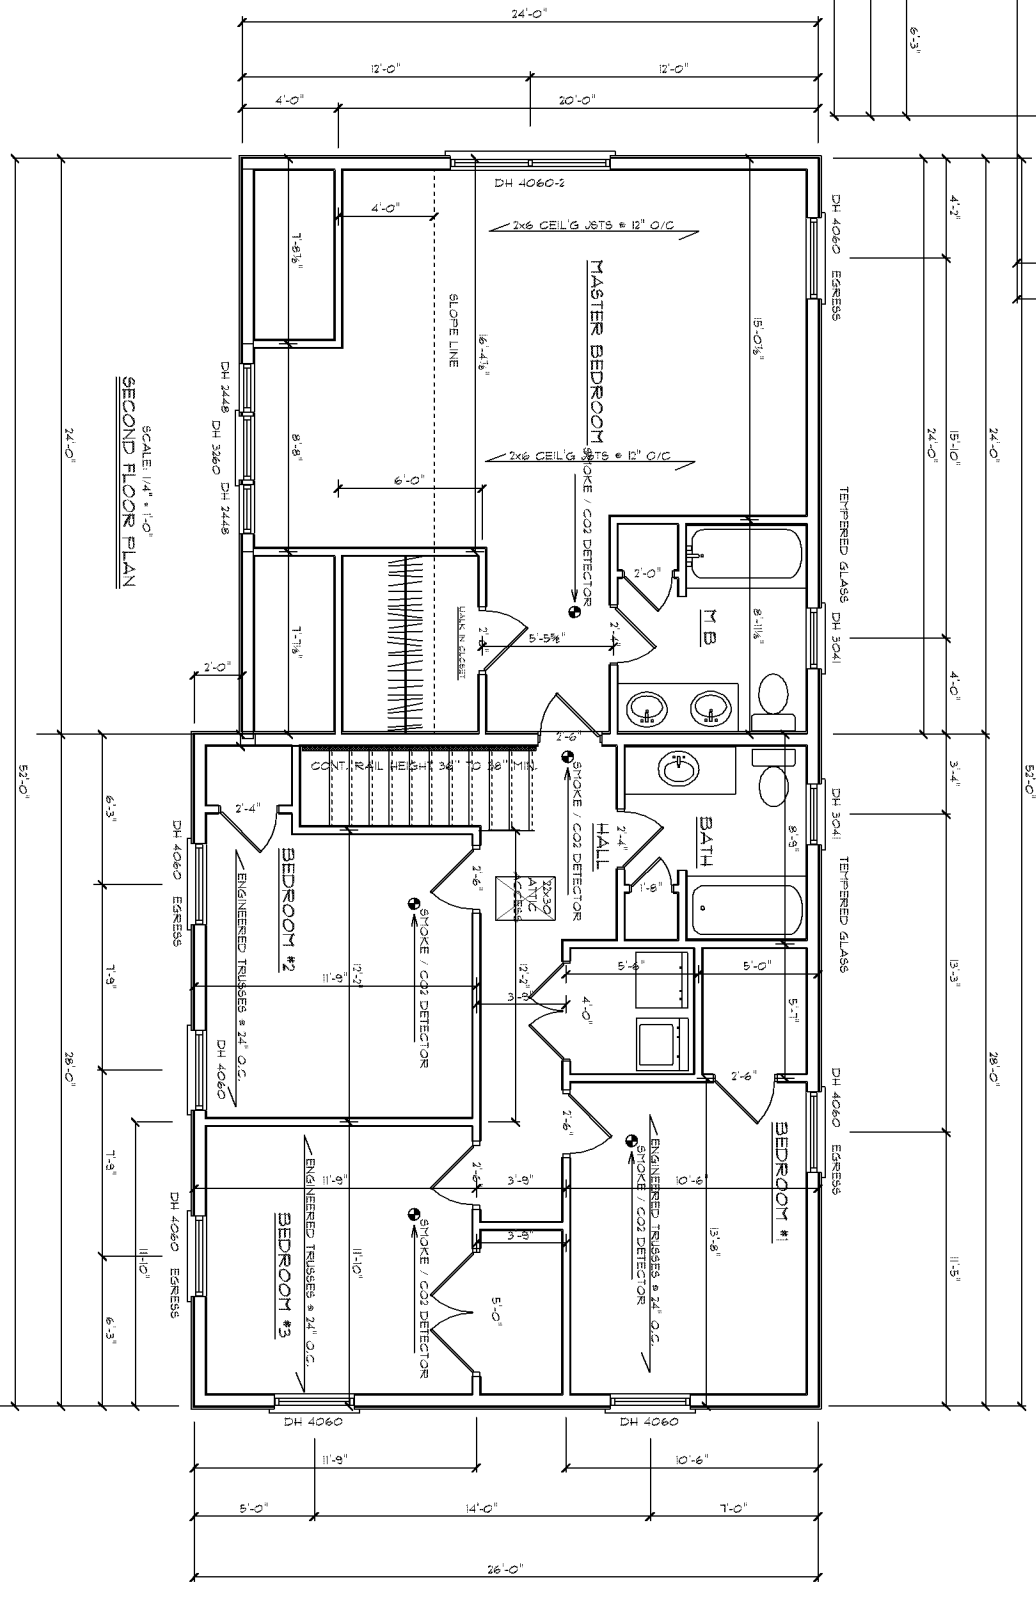 24'-0"
12'-0"
12'-0"
4'-0"
20'-0"
6'-3"
DH 4060-2
4'-0"
2x6 CEIL'G JSTS @ 12" O/C
7'-8⅞"
SLOPE LINE
16'-4⅞"
MASTER BEDROOM
15'-0⅞"
DH 4060 EGRESS
4'-2"
24'-0"
15'-10"
24'-0"
DH 2448
DH 3260
DH 2448
8'-8"
2x6 CEIL'G JSTS @ 12" O/C
6'-0"
SMOKE / CO2 DETECTOR
SECOND FLOOR PLAN
SCALE: 1/4" = 1'-0"
24'-0"
TEMPERED GLASS
DH 3041
2'-0"
M B
8'-11⅛"
WALK IN CLOSET
5'-5⅝"
2'-4"
4'-0"
2'-0"
2'-6"
CONT. RAIL HEIGHT 36" TO 38" MIN.
52'-0"
52'-0"
3'-4"
DH 3041
TEMPERED GLASS
BATH
8'-9"
HALL
2'-4"
1'-8"
SMOKE / CO2 DETECTOR
2'-4"
DH 4060 EGRESS
6'-3"
BEDROOM #2
ENGINEERED TRUSSES @ 24" O.C.
2'-6"
22x30
ATTIC
ACCESS
SMOKE / CO2 DETECTOR
11'-9"
12'-2"
12'-2"
3'-9"
5'-6"
5'-0"
4'-0"
5'-7"
13'-3"
7'-9"
28'-0"
28'-0"
DH 4060
2'-6"
2'-6"
DH 4060 EGRESS
BEDROOM #1
ENGINEERED TRUSSES @ 24" O.C.
SMOKE / CO2 DETECTOR
10'-6"
13'-8"
11'-9"
2'-6"
3'-9"
3'-9"
5'-0"
11'-10"
ENGINEERED TRUSSES @ 24" O.C.
BEDROOM #3
SMOKE / CO2 DETECTOR
DH 4060 EGRESS
7'-9"
11'-10"
6'-3"
11'-5"
DH 4060
DH 4060
11'-9"
10'-6"
5'-0"
14'-0"
7'-0"
26'-0"